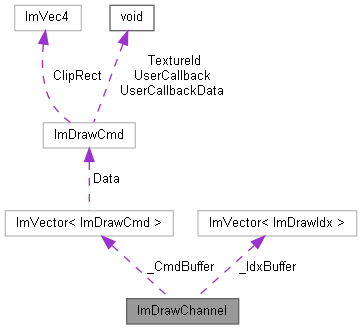 ImVec4
void
ClipRect
TextureId
UserCallback
UserCallbackData
ImDrawCmd
Data
ImVector< ImDrawCmd >
ImVector< ImDrawIdx >
_CmdBuffer
_IdxBuffer
ImDrawChannel